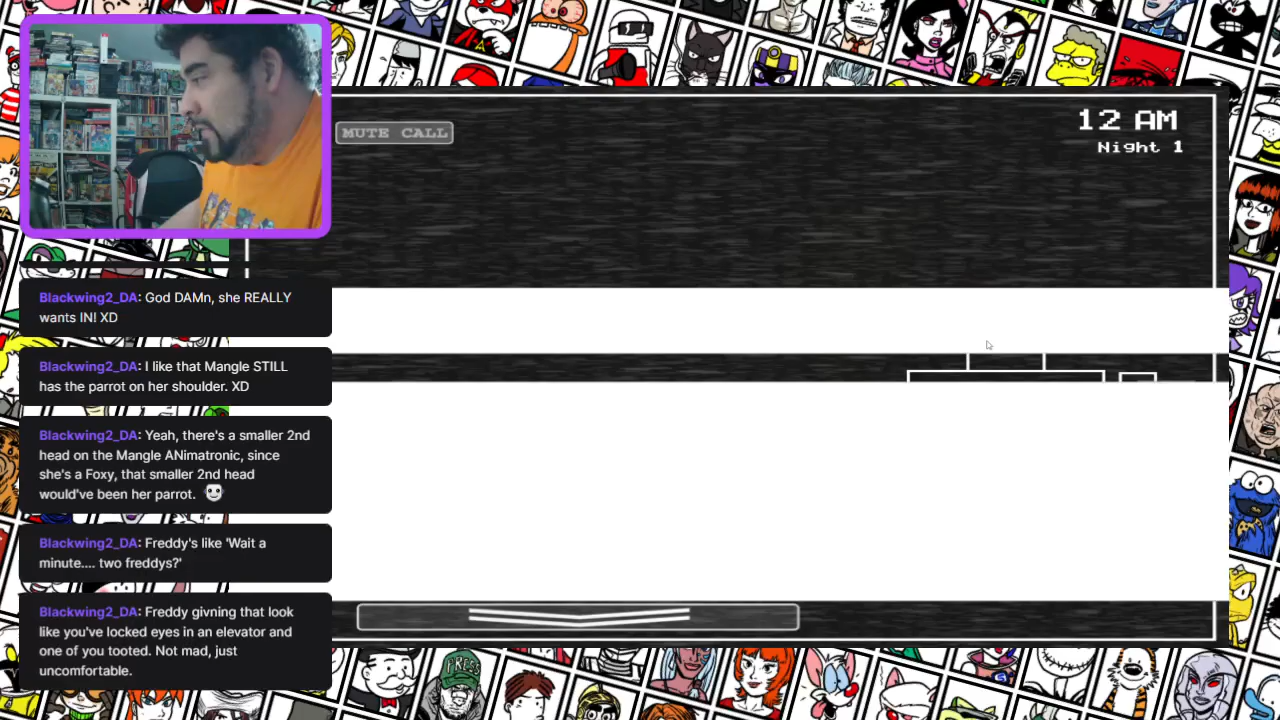 MUTE CALL
12 AM
Night 1
Blackwing2_DA: God DAMn, she REALLY
wants IN! XD
Blackwing2_DA: I like that Mangle STILL
has the parrot on her shoulder. XD
Blackwing2_DA: Yeah, there's a smaller 2nd
head on the Mangle ANimatronic, since
she's a Foxy, that smaller 2nd head
would've been her parrot.
Blackwing2_DA: Freddy's like 'Wait a
minute.... two freddys?'
Blackwing2_DA: Freddy givning that look
like you've locked eyes in an elevator and
one of you tooted. Not mad, just
uncomfortable.
PRESS